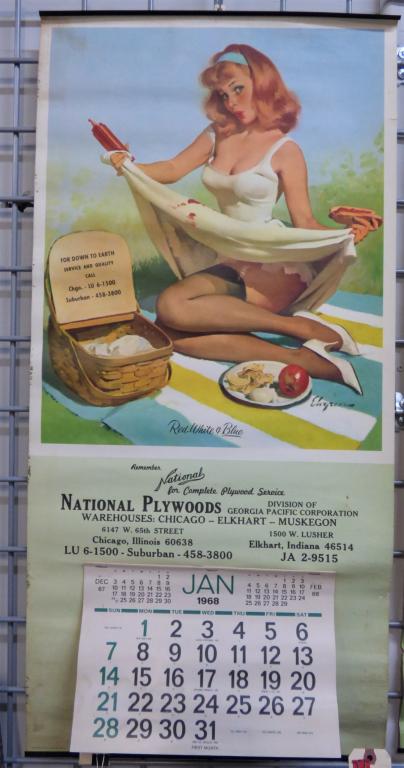 FOR DOWN TO EARTH
SERVICE AND QUALITY
CALL
Chgo. - LU 6-1500
Suburban - 458-3800
Elvgren
Red White & Blue
Remember
National
for Complete Plywood Service
NATIONAL PLYWOODS DIVISION OF
GEORGIA PACIFIC CORPORATION
WAREHOUSES: CHICAGO - ELKHART - MUSKEGON
6147 W. 65th STREET 1500 W. LUSHER
Chicago, Illinois 60638 Elkhart, Indiana 46514
LU 6-1500 - Suburban - 458-3800 JA 2-9515
DEC 67 JAN 1968 FEB 68
SUN MON TUE WED THU FRI SAT
1 2 3 4 5 6
7 8 9 10 11 12 13
14 15 16 17 18 19 20
21 22 23 24 25 26 27
28 29 30 31
FIRST MONTH